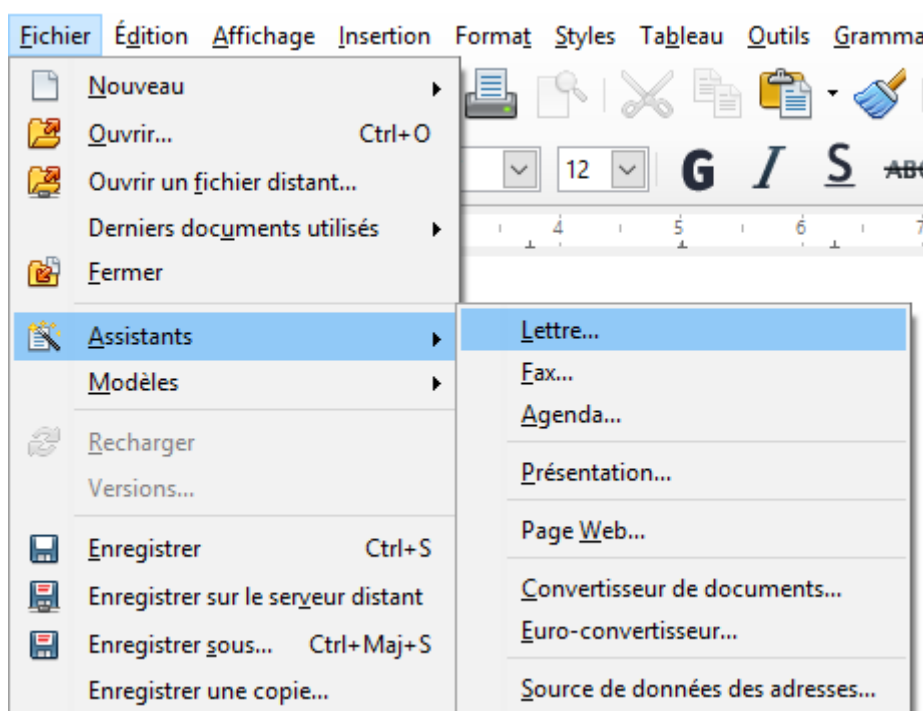 Fichier Édition Affichage Insertion Format Styles Tableau Outils Gramma
Nouveau
Ouvrir... Ctrl+O
12 G I S ABC
Ouvrir un fichier distant...
Derniers documents utilisés
4 5 6 7
Fermer
Assistants
Modèles
Recharger
Versions...
Enregistrer Ctrl+S
Enregistrer sur le serveur distant
Enregistrer sous... Ctrl+Maj+S
Enregistrer une copie...
Lettre...
Fax...
Agenda...
Présentation...
Page Web...
Convertisseur de documents...
Euro-convertisseur...
Source de données des adresses...